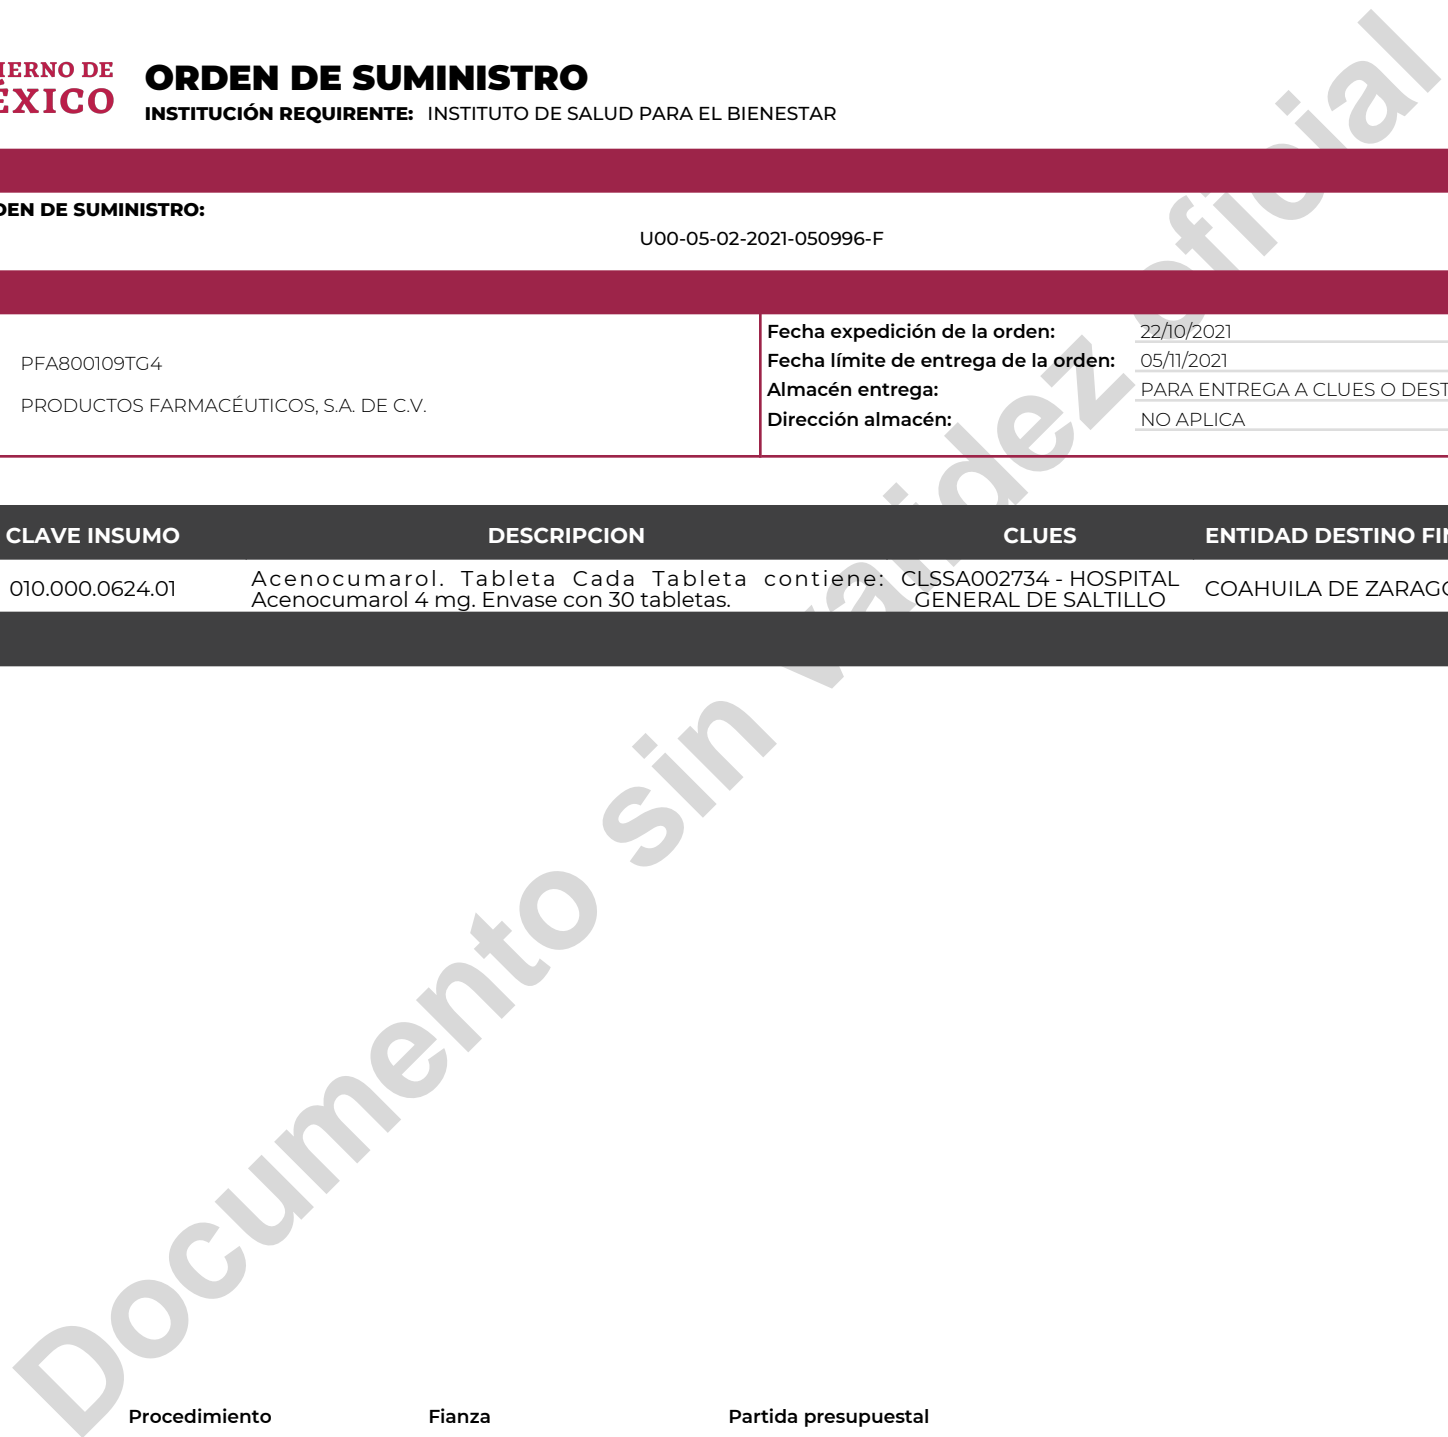 IERNO DE
ÉXICO
ORDEN DE SUMINISTRO
INSTITUCIÓN REQUIRENTE: INSTITUTO DE SALUD PARA EL BIENESTAR
DEN DE SUMINISTRO:
U00-05-02-2021-050996-F
PFA800109TG4
PRODUCTOS FARMACÉUTICOS, S.A. DE C.V.
Fecha expedición de la orden: 22/10/2021
Fecha límite de entrega de la orden: 05/11/2021
Almacén entrega: PARA ENTREGA A CLUES O DEST
Dirección almacén: NO APLICA
CLAVE INSUMO DESCRIPCION CLUES ENTIDAD DESTINO FIN
010.000.0624.01
Acenocumarol. Tableta Cada Tableta contiene:
Acenocumarol 4 mg. Envase con 30 tabletas.
CLSSA002734 - HOSPITAL
GENERAL DE SALTILLO
COAHUILA DE ZARAGO
Documento sin validez oficial
Procedimiento Fianza Partida presupuestal